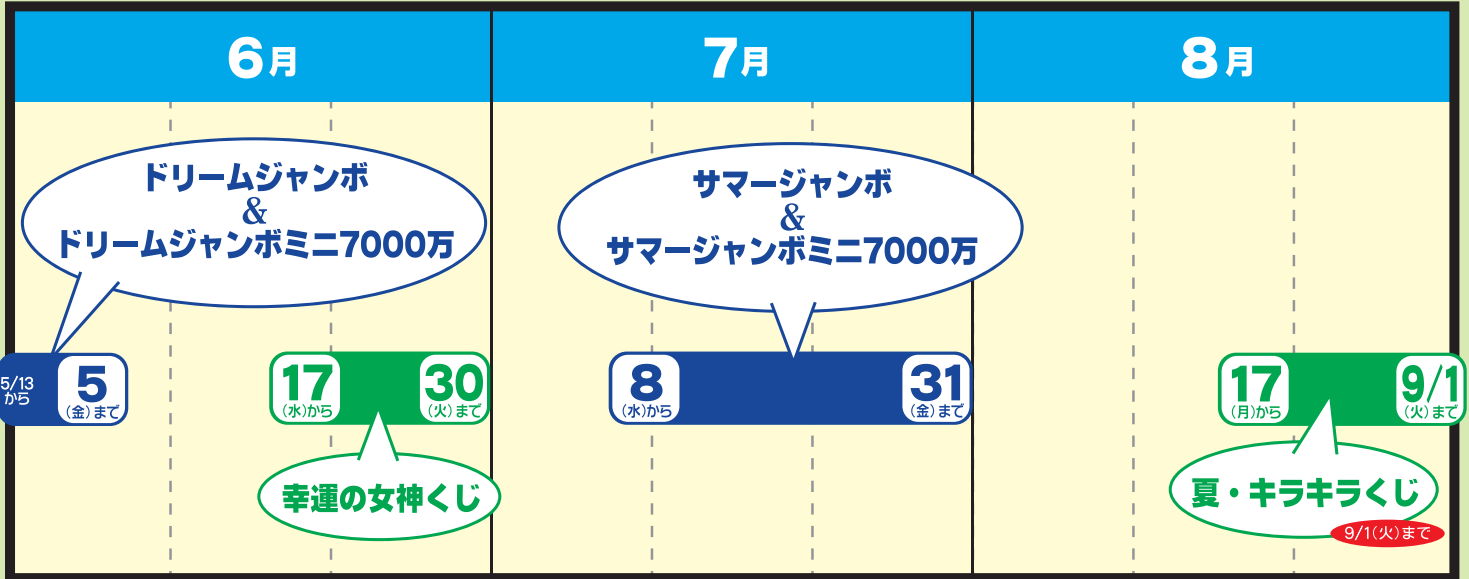 6月
7月
8月
ドリームジャンボ
&
ドリームジャンボミニ7000万
サマージャンボ
&
サマージャンボミニ7000万
5/13
から
5
(金)まで
17
(水)から
30
(火)まで
8
(水)から
31
(金)まで
17
(月)から
9/1
(火)まで
幸運の女神くじ
夏・キラキラくじ
9/1(火)まで